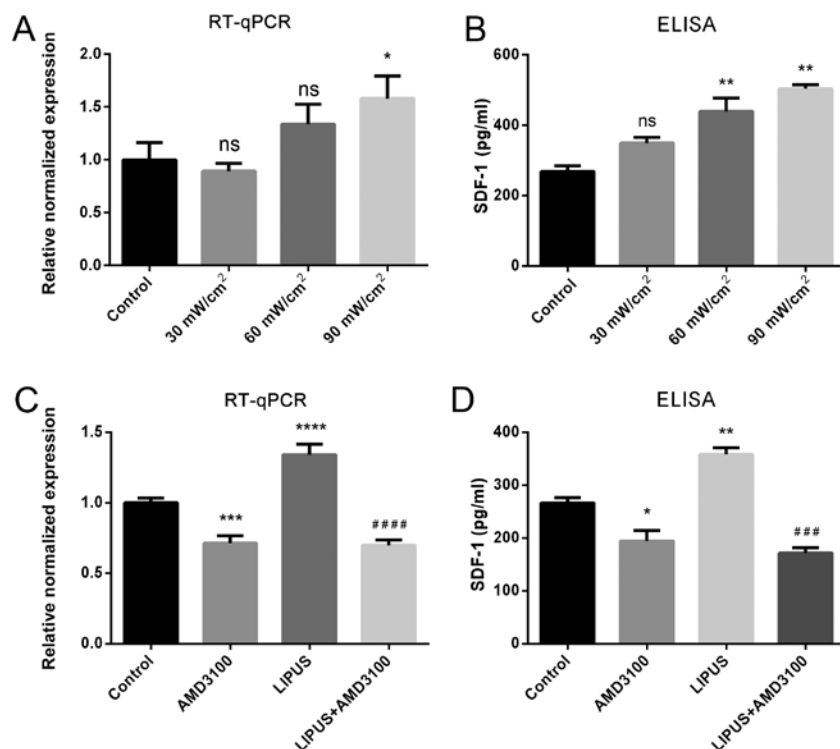 A
RT-qPCR
Relative normalized expression
2.0
1.5
1.0
0.5
0.0
ns
ns
*
Control
30 mW/cm²
60 mW/cm²
90 mW/cm²
B
ELISA
SDF-1 (pg/ml)
600
400
200
0
ns
**
**
Control
30 mW/cm²
60 mW/cm²
90 mW/cm²
C
RT-qPCR
Relative normalized expression
1.5
1.0
0.5
0.0
***
****
####
Control
AMD3100
LIPUS
LIPUS+AMD3100
D
ELISA
SDF-1 (pg/ml)
400
300
200
100
0
*
**
###
Control
AMD3100
LIPUS
LIPUS+AMD3100